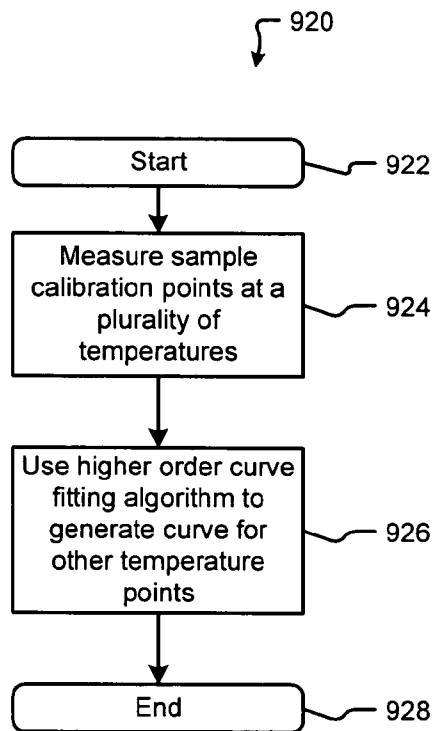 920
Start
922
Measure sample
calibration points at a
plurality of
temperatures
924
Use higher order curve
fitting algorithm to
generate curve for
other temperature
points
926
End
928